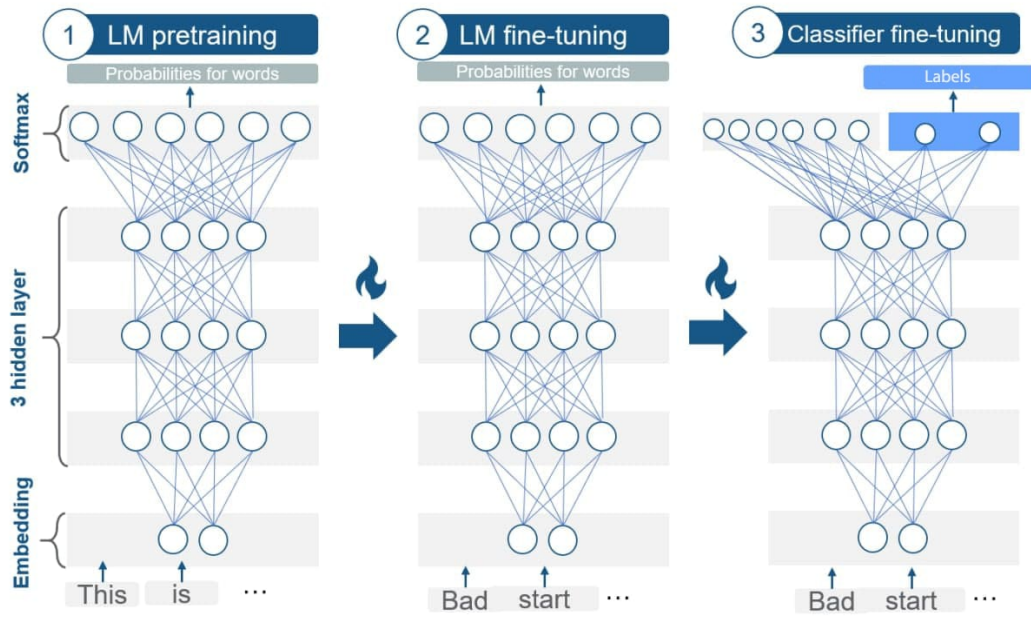 1 LM pretraining
2 LM fine-tuning
3 Classifier fine-tuning
Probabilities for words
Probabilities for words
Labels
Softmax
3 hidden layer
Embedding
This is ...
Bad start ...
Bad start ...